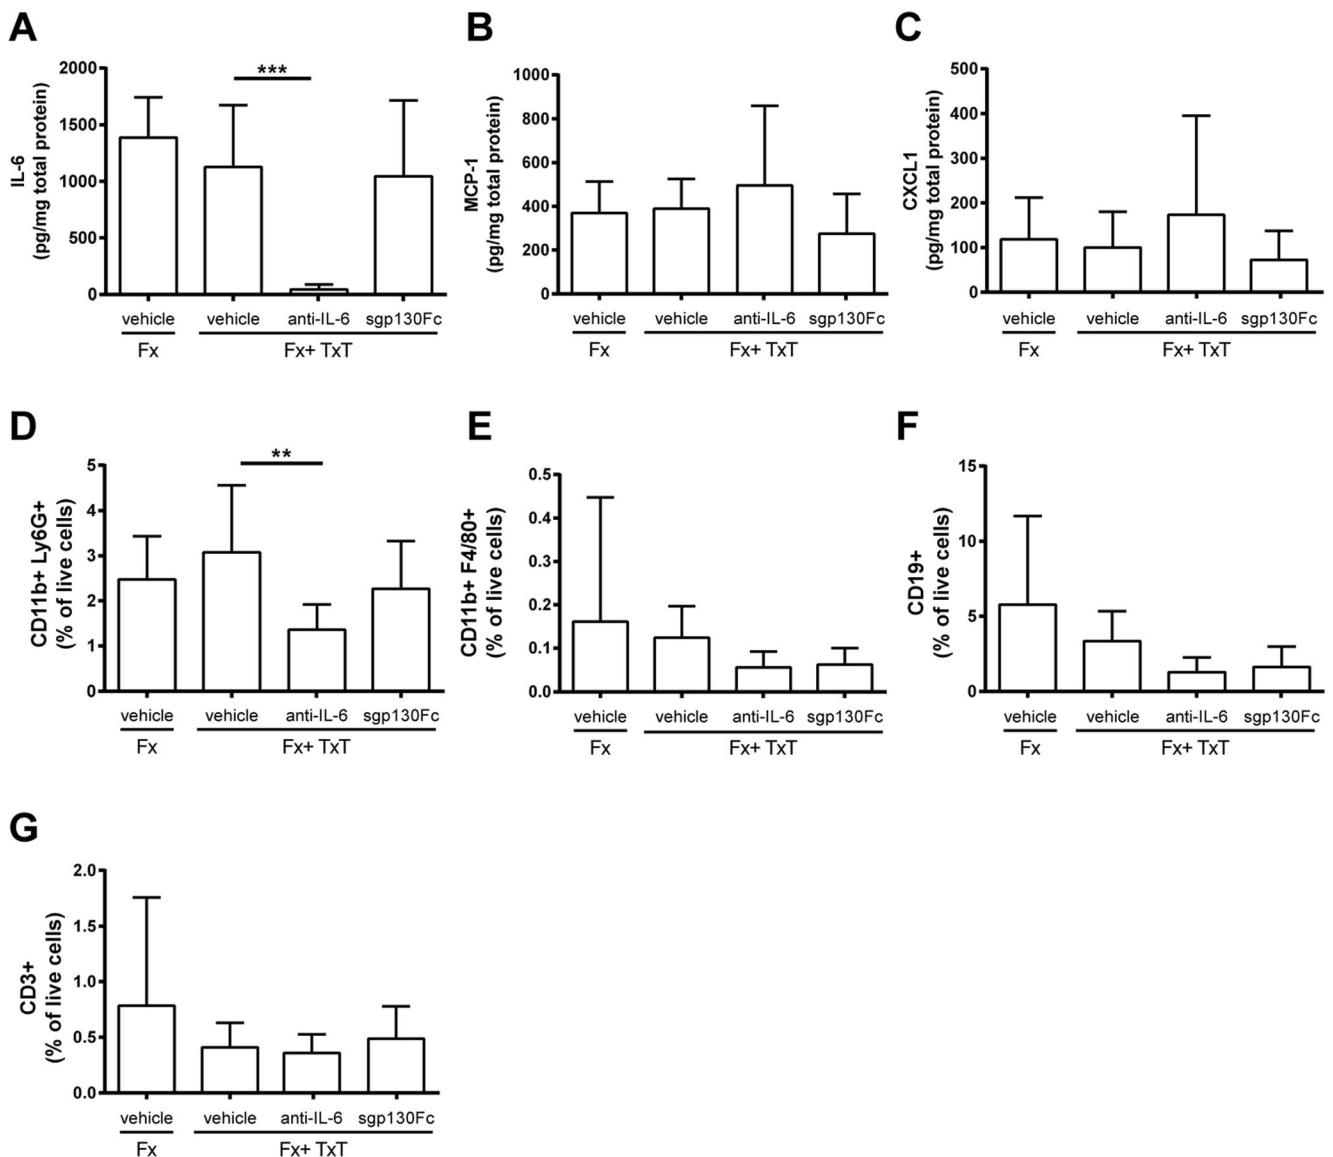 A
IL-6
(pg/mg total protein)
2000
1500
1000
500
0
***
vehicle vehicle anti-IL-6 sgp130Fc
Fx Fx+ TxT
B
MCP-1
(pg/mg total protein)
1000
800
600
400
200
0
vehicle vehicle anti-IL-6 sgp130Fc
Fx Fx+ TxT
C
CXCL1
(pg/mg total protein)
500
400
300
200
100
0
vehicle vehicle anti-IL-6 sgp130Fc
Fx Fx+ TxT
D
CD11b+ Ly6G+
(% of live cells)
5
4
3
2
1
0
**
vehicle vehicle anti-IL-6 sgp130Fc
Fx Fx+ TxT
E
CD11b+ F4/80+
(% of live cells)
0.5
0.4
0.3
0.2
0.1
0.0
vehicle vehicle anti-IL-6 sgp130Fc
Fx Fx+ TxT
F
CD19+
(% of live cells)
15
10
5
0
vehicle vehicle anti-IL-6 sgp130Fc
Fx Fx+ TxT
G
CD3+
(% of live cells)
2.0
1.5
1.0
0.5
0.0
vehicle vehicle anti-IL-6 sgp130Fc
Fx Fx+ TxT